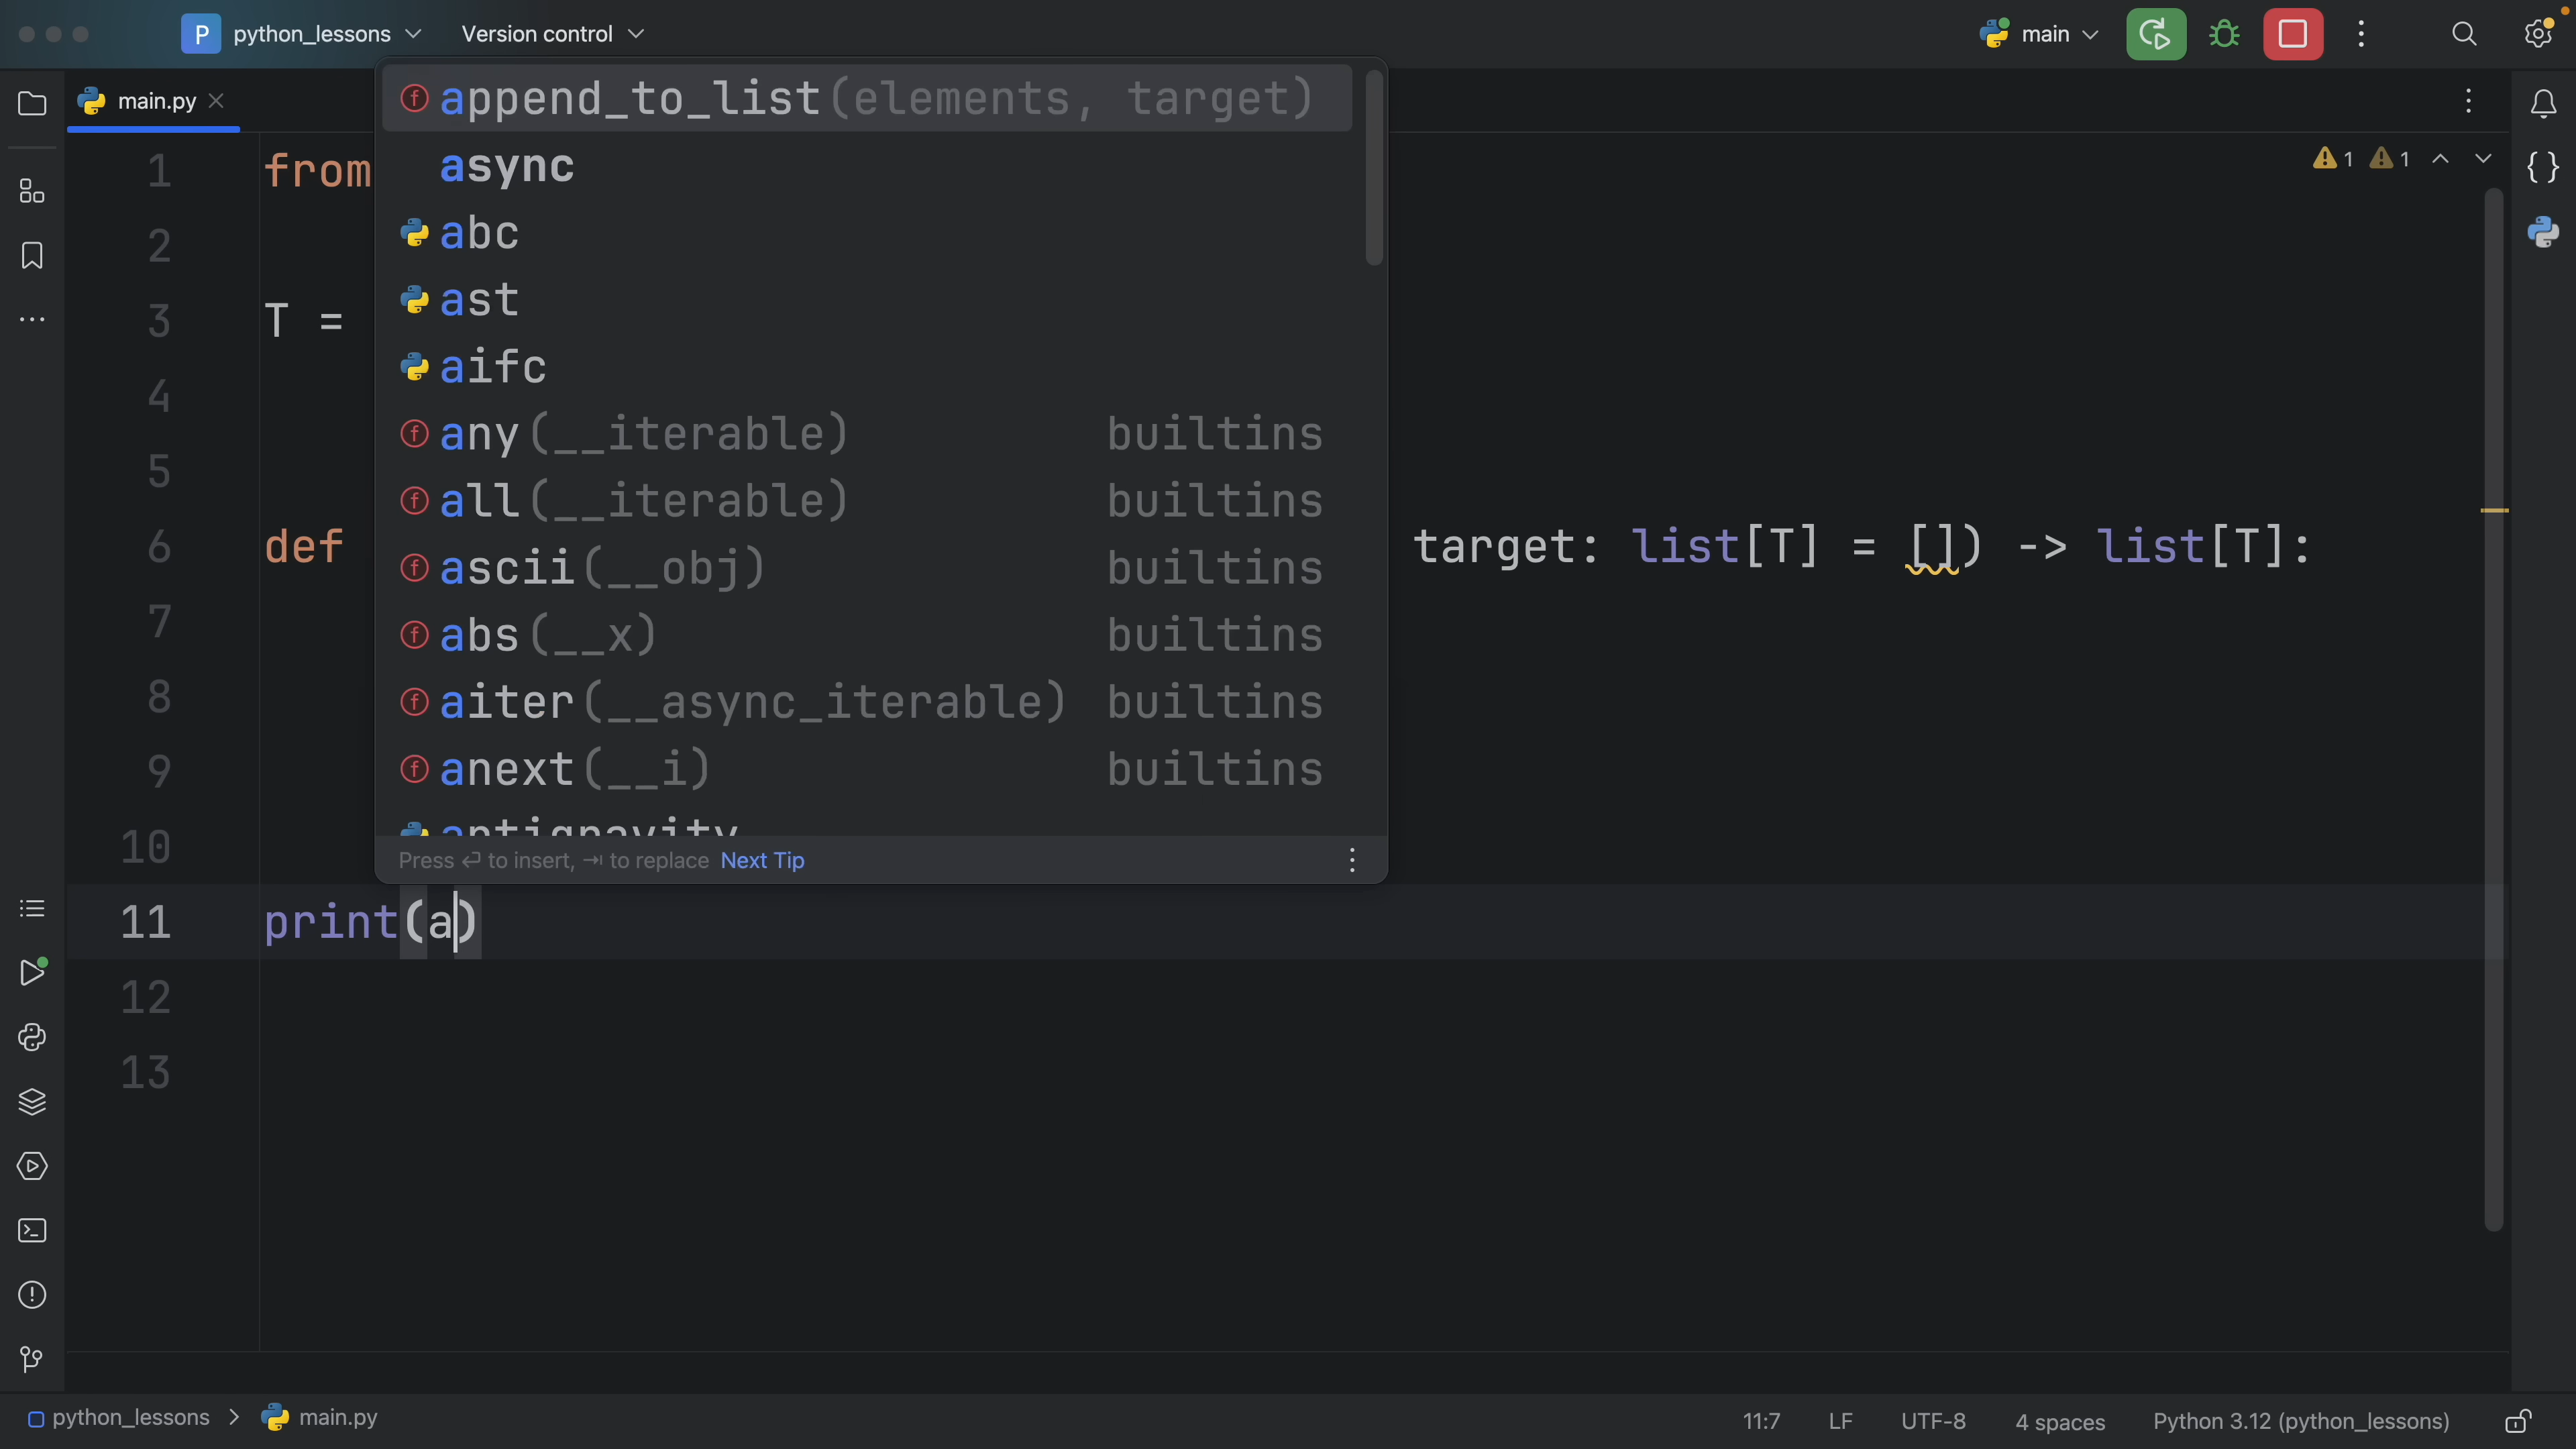 P python_lessons Version control main
main.py
1 from
2
3 T =
4
5
6 def target: list[T] = []) -> list[T]:
7
8
9
10
11 print(a)
12
13
1 1
append_to_list(elements, target)
async
abc
ast
aifc
any(__iterable) builtins
all(__iterable) builtins
ascii(__obj) builtins
abs(__x) builtins
aiter(__async_iterable) builtins
anext(__i) builtins
antigravity
Press ↵ to insert, ⇥ to replace Next Tip
python_lessons > main.py 11:7 LF UTF-8 4 spaces Python 3.12 (python_lessons)